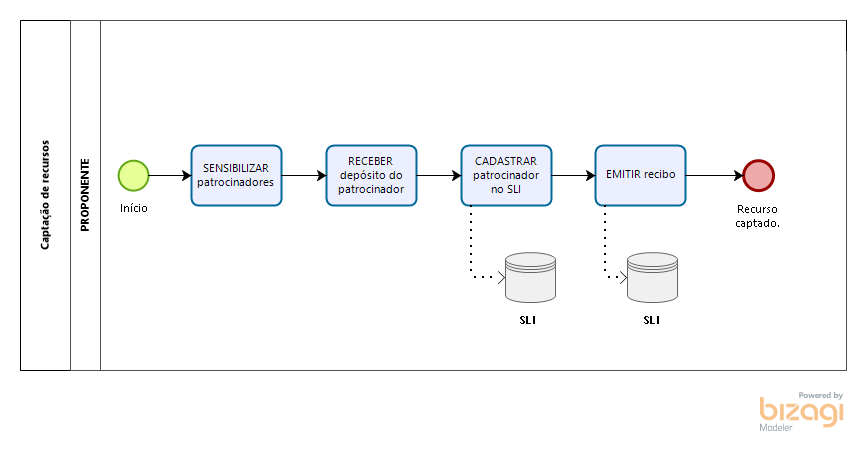 Captação de recursos
PROPONENTE
Início
SENSIBILIZAR
patrocinadores
RECEBER
depósito do
patrocinador
CADASTRAR
patrocinador
no SLI
EMITIR recibo
Recurso
captado.
SLI
SLI
Powered by
bizagi
Modeler